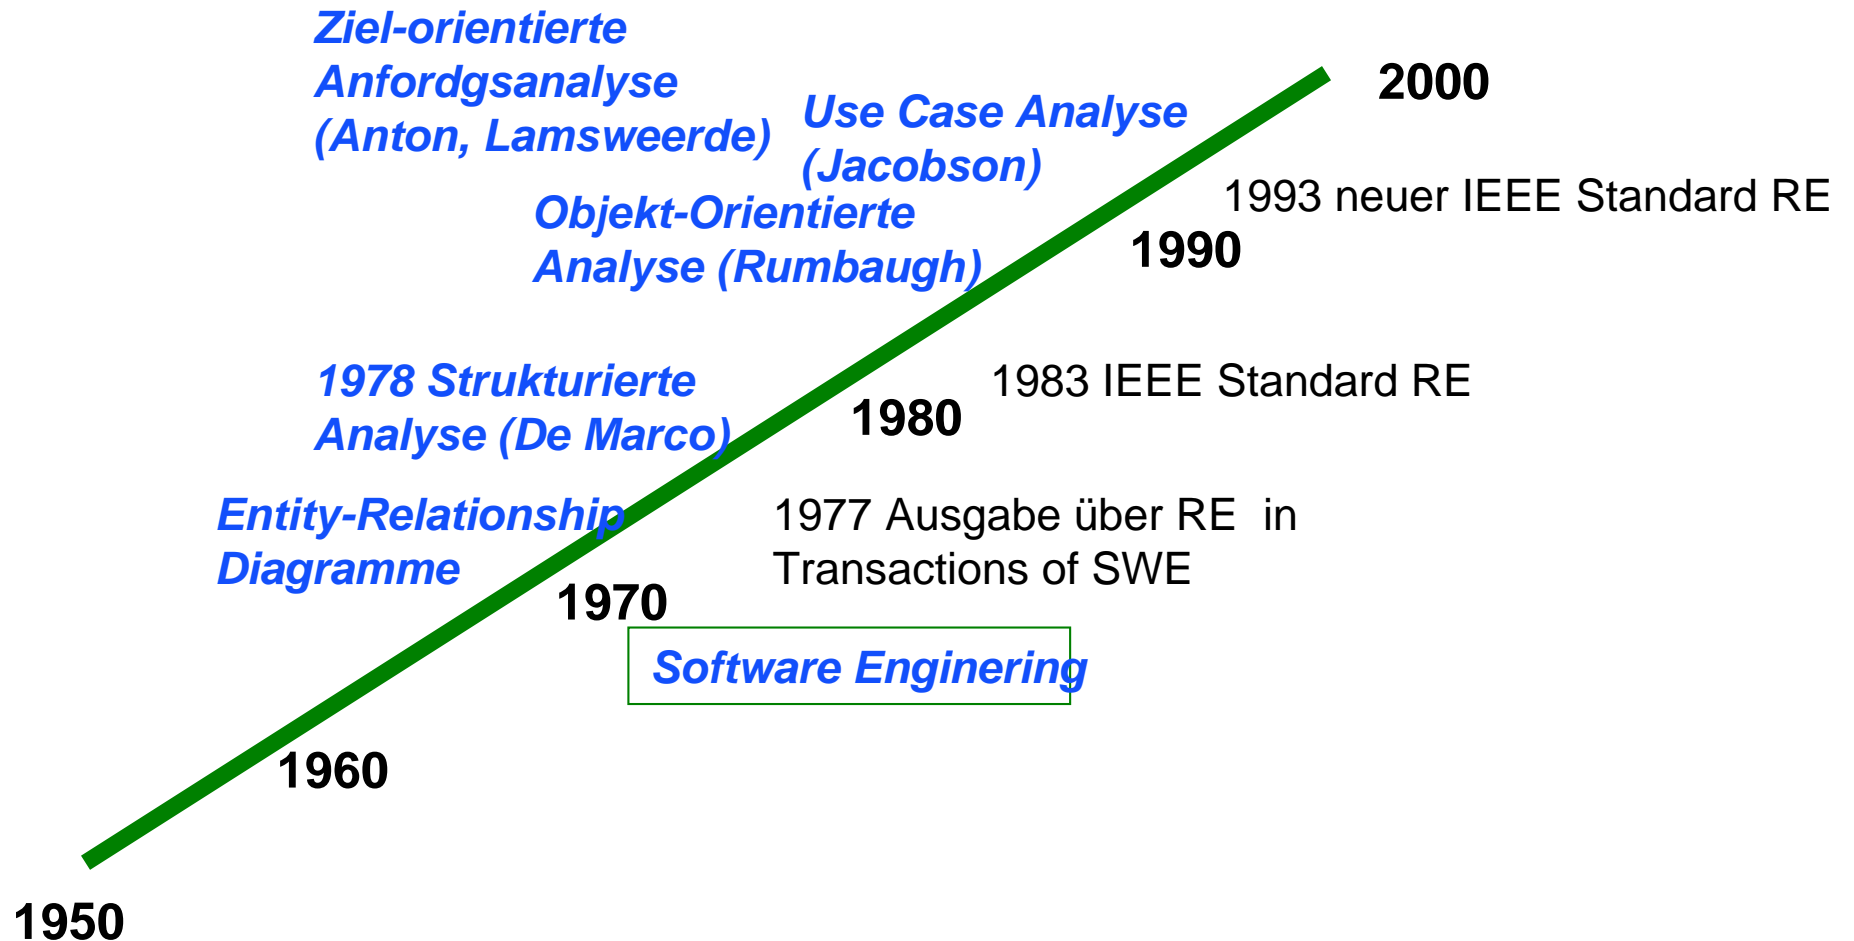 Ziel-orientierte
Anfordgsanalyse
(Anton, Lamsweerde)
Use Case Analyse
(Jacobson)
2000
1993 neuer IEEE Standard RE
Objekt-Orientierte
Analyse (Rumbaugh)
1990
1978 Strukturierte
Analyse (De Marco)
1983 IEEE Standard RE
1980
Entity-Relationship
Diagramme
1977 Ausgabe über RE in
Transactions of SWE
1970
Software Enginering
1960
1950